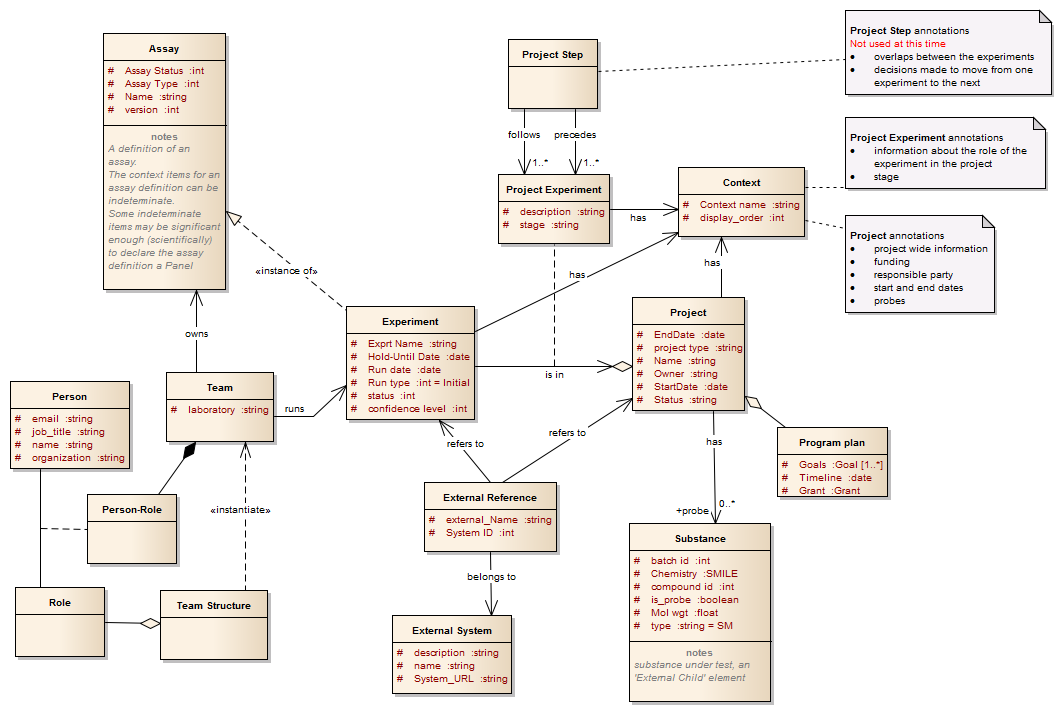 Assay
# Assay Status :int
# Assay Type :int
# Name :string
# version :int
notes
A definition of an
assay.
The context items for an
assay definition can be
indeterminate.
Some indeterminate
items may be significant
enough (scientifically)
to declare the assay
definition a Panel
Project Step
follows
precedes
1..*
1..*
Project Step annotations
Not used at this time
• overlaps between the experiments
• decisions made to move from one
experiment to the next
Project Experiment annotations
• information about the role of the
experiment in the project
• stage
Project annotations
• project wide information
• funding
• responsible party
• start and end dates
• probes
Project Experiment
# description :string
# stage :string
has
Context
# Context name :string
# display_order :int
has
has
«instance of»
owns
Experiment
# Exprt Name :string
# Hold-Until Date :date
# Run date :date
# Run type :int = Initial
# status :int
# confidence level :int
is in
Project
# EndDate :date
# project type :string
# Name :string
# Owner :string
# StartDate :date
# Status :string
Team
# laboratory :string
runs
Person
# email :string
# job_title :string
# name :string
# organization :string
refers to
refers to
has
Program plan
# Goals :Goal [1..*]
# Timeline :date
# Grant :Grant
Person-Role
«instantiate»
External Reference
# external_Name :string
# System ID :int
+probe
0..*
belongs to
Substance
# batch id :int
# Chemistry :SMILE
# compound id :int
# is_probe :boolean
# Mol wgt :float
# type :string = SM
notes
substance under test, an
'External Child' element
Role
Team Structure
External System
# description :string
# name :string
# System_URL :string